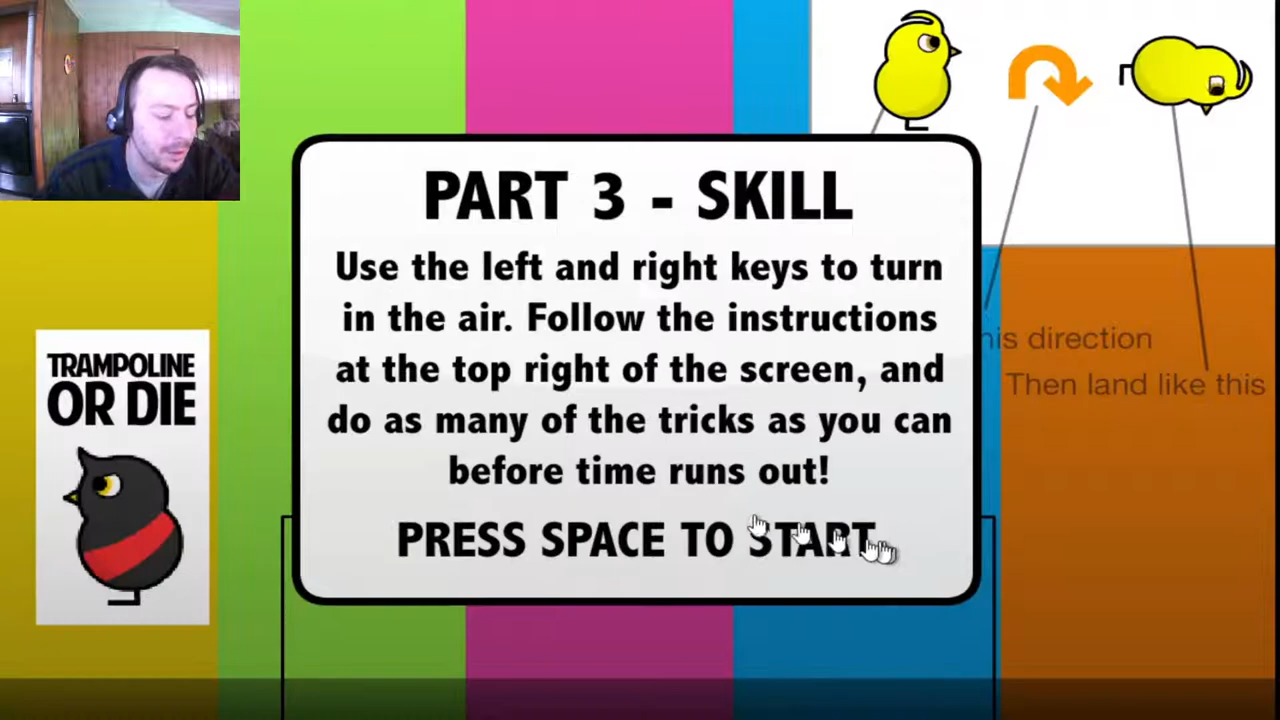 PART 3 - SKILL
Use the left and right keys to turn
in the air. Follow the instructions
at the top right of the screen, and
do as many of the tricks as you can
before time runs out!
PRESS SPACE TO START
TRAMPOLINE
OR DIE
direction
Then land like this